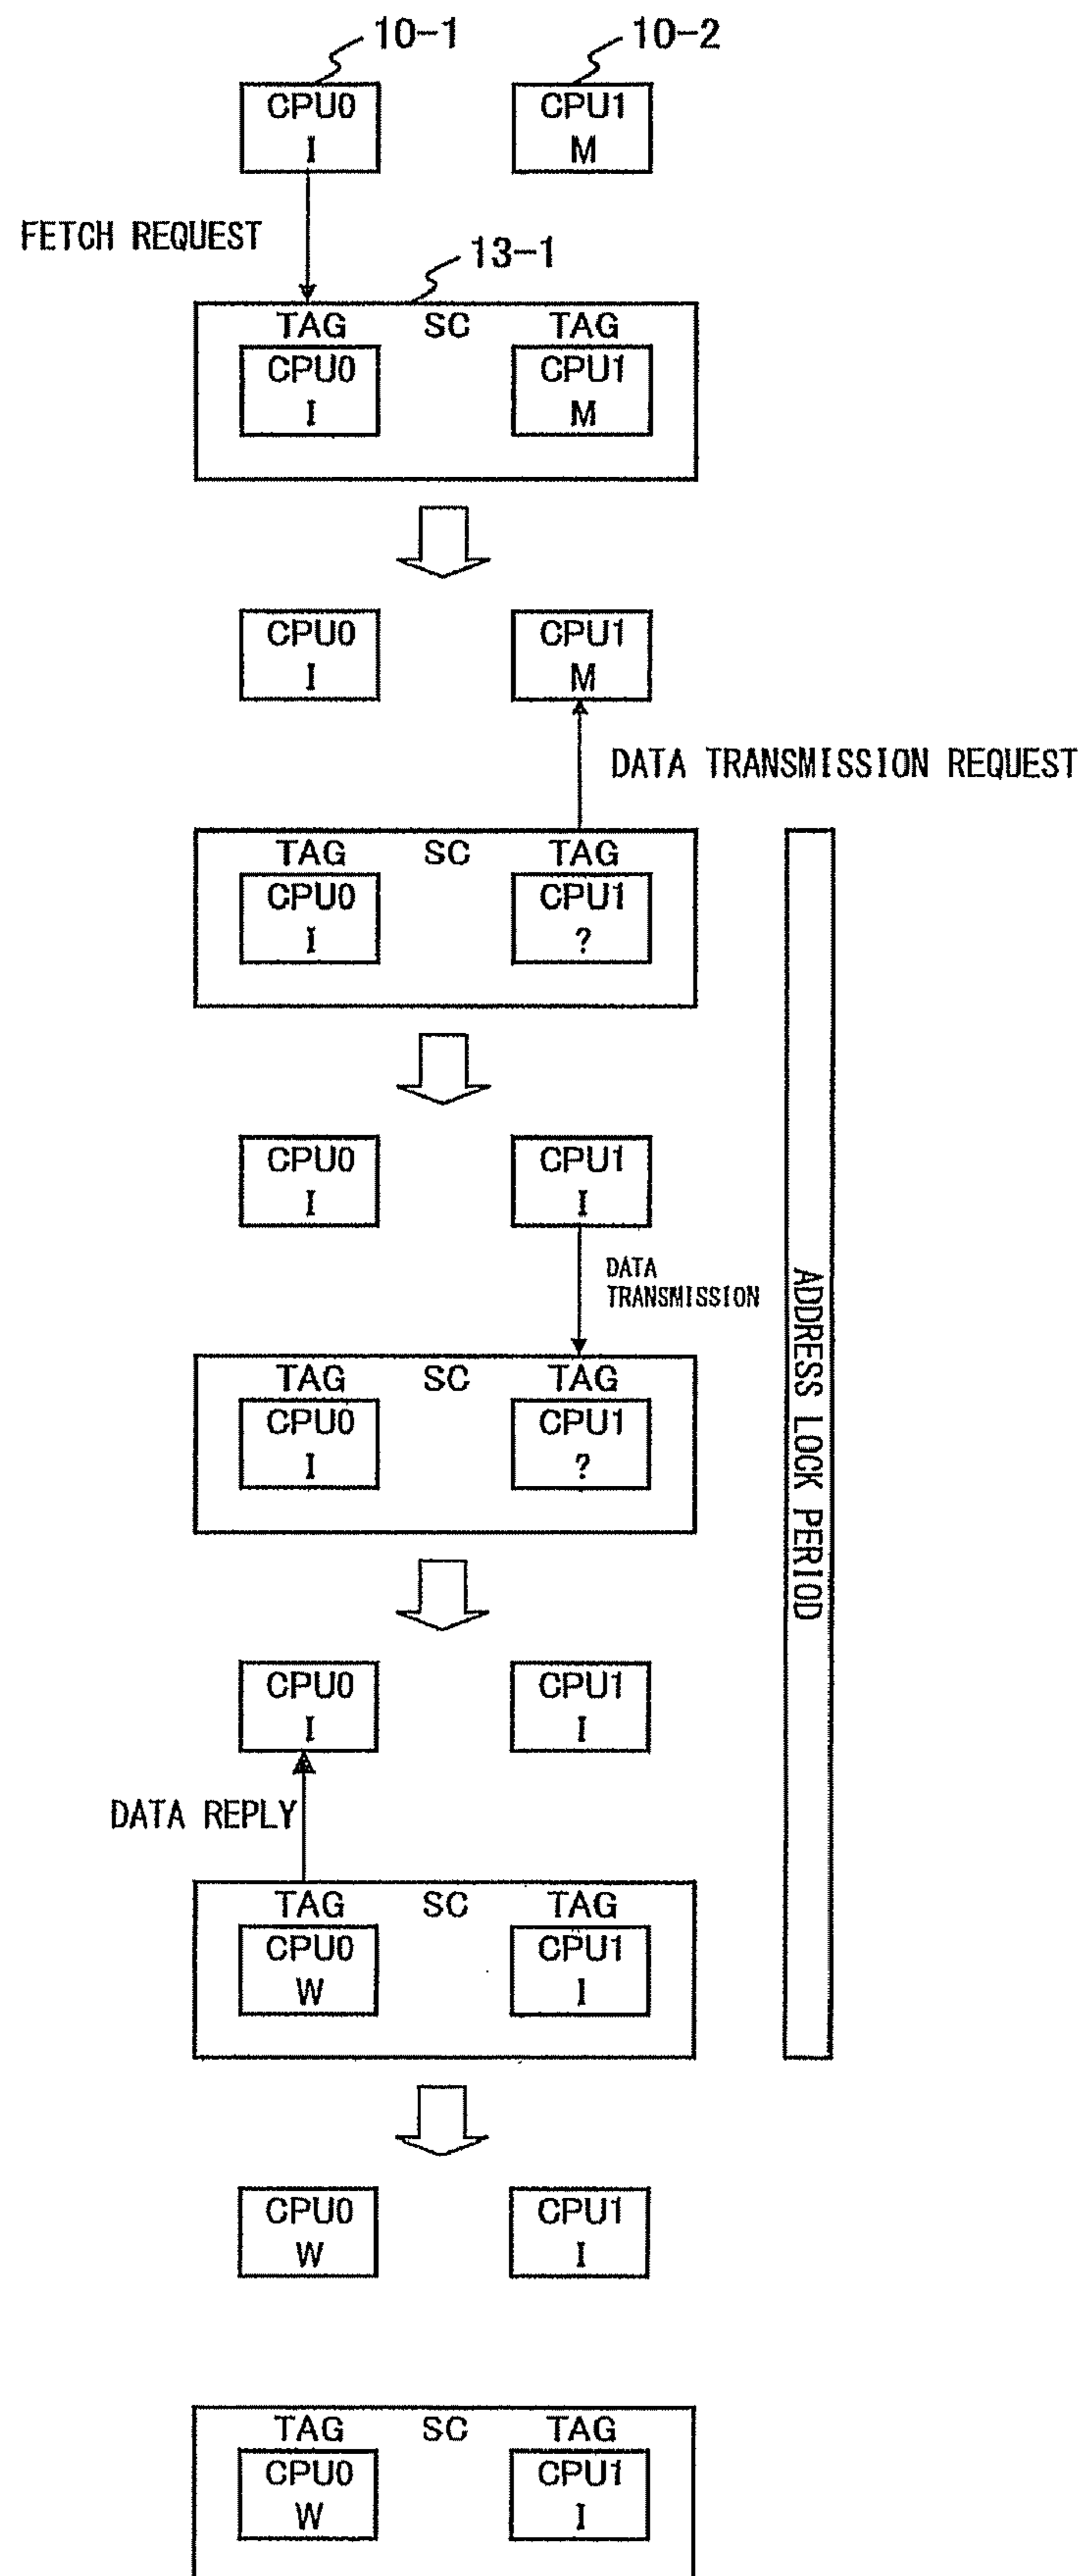 10-1 10-2
CPU0 CPU1
I M
FETCH REQUEST
13-1
TAG SC TAG
CPU0 CPU1
I M
CPU0 CPU1
I M
DATA TRANSMISSION REQUEST
TAG SC TAG
CPU0 CPU1
I ?
CPU0 CPU1
I I
DATA
TRANSMISSION
ADDRESS LOCK PERIOD
TAG SC TAG
CPU0 CPU1
I ?
CPU0 CPU1
I I
DATA REPLY
TAG SC TAG
CPU0 CPU1
W I
CPU0 CPU1
W I
TAG SC TAG
CPU0 CPU1
W I